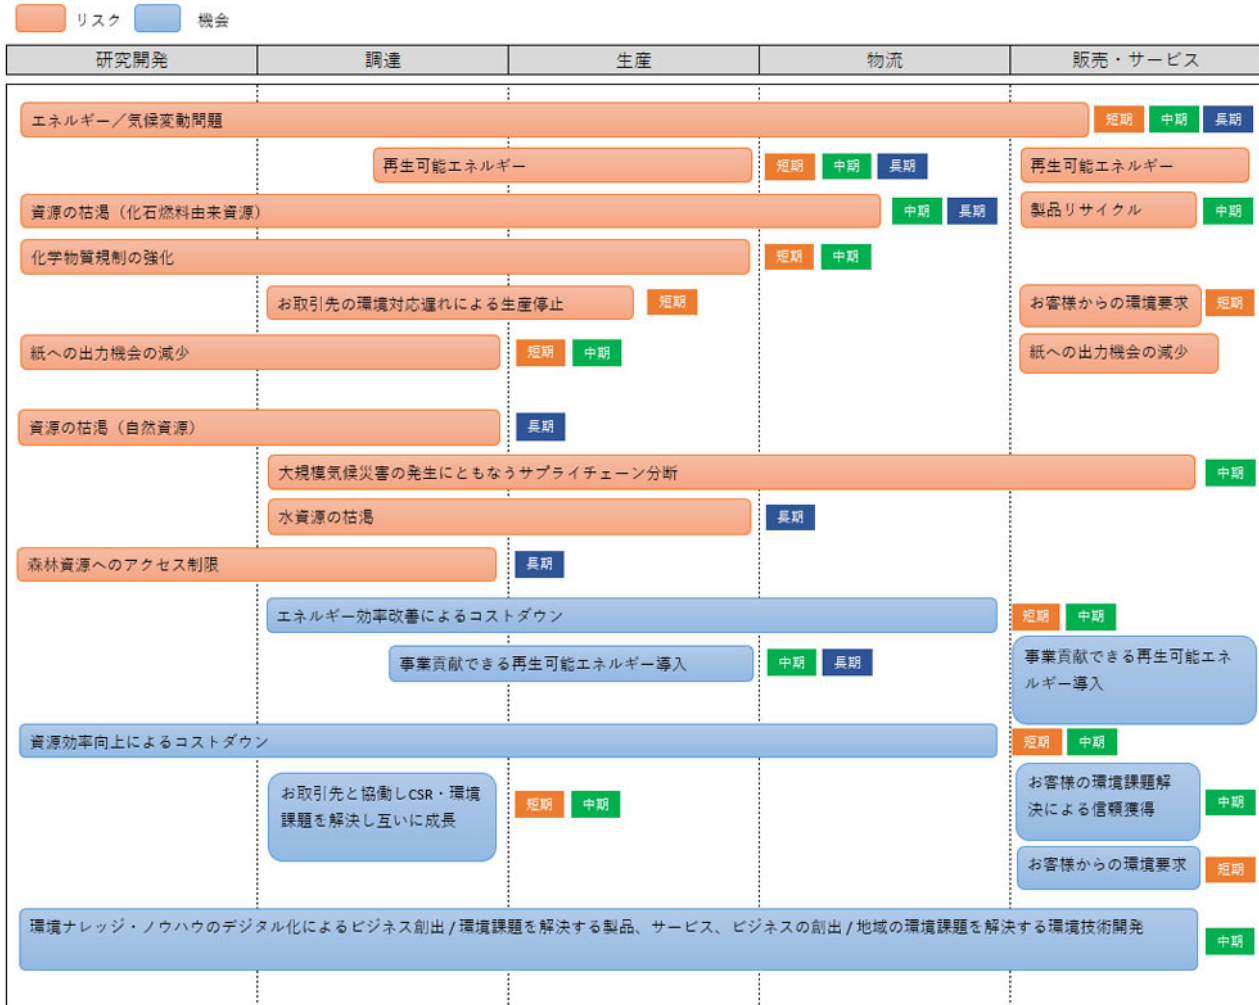 リスク 機会
研究開発 調達 生産 物流 販売・サービス
エネルギー／気候変動問題 短期 中期 長期
再生可能エネルギー 短期 中期 長期 再生可能エネルギー
資源の枯渇（化石燃料由来資源） 中期 長期 製品リサイクル 中期
化学物質規制の強化 短期 中期
お取引先の環境対応遅れによる生産停止 短期 お客様からの環境要求 短期
紙への出力機会の減少 短期 中期 紙への出力機会の減少
資源の枯渇（自然資源） 長期
大規模気候災害の発生にともなうサプライチェーン分断 中期
水資源の枯渇 長期
森林資源へのアクセス制限 長期
エネルギー効率改善によるコストダウン 短期 中期
事業貢献できる再生可能エネルギー導入 中期 長期
事業貢献できる再生可能エネ
ルギー導入
資源効率向上によるコストダウン 短期 中期
お取引先と協働しCSR・環境
課題を解決し互いに成長
短期 中期
お客様の環境課題解
決による信頼獲得
中期
お客様からの環境要求 短期
環境ナレッジ・ノウハウのデジタル化によるビジネス創出 / 環境課題を解決する製品、サービス、ビジネスの創出 / 地域の環境課題を解決する環境技術開発
中期